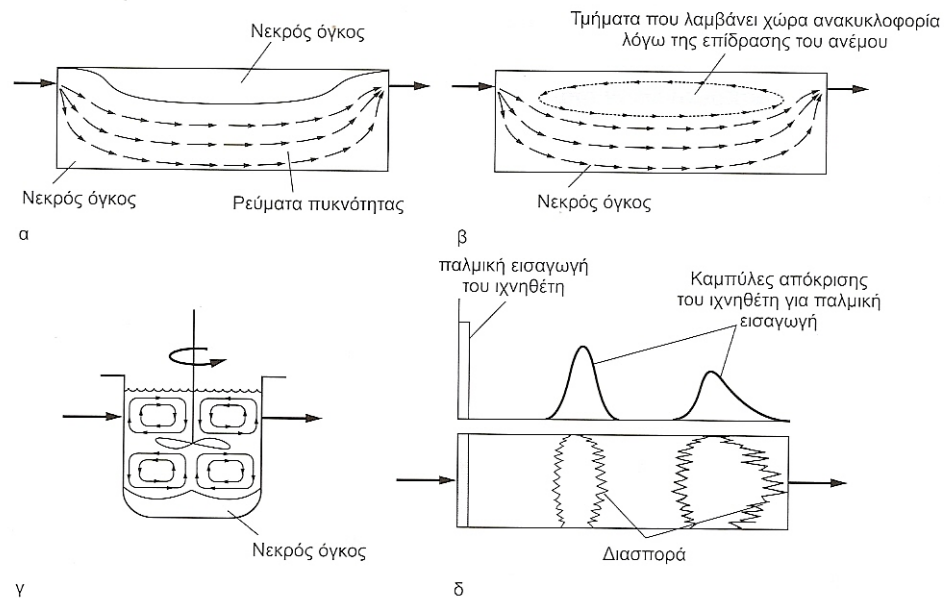 Νεκρός όγκος
Νεκρός όγκος
Ρεύματα πυκνότητας
α
Τμήματα που λαμβάνει χώρα ανακυκλοφορία
λόγω της επίδρασης του ανέμου
Νεκρός όγκος
β
Νεκρός όγκος
γ
παλμική εισαγωγή
του ιχνηθέτη
Καμπύλες απόκρισης
του ιχνηθέτη για παλμική
εισαγωγή
Διασπορά
δ